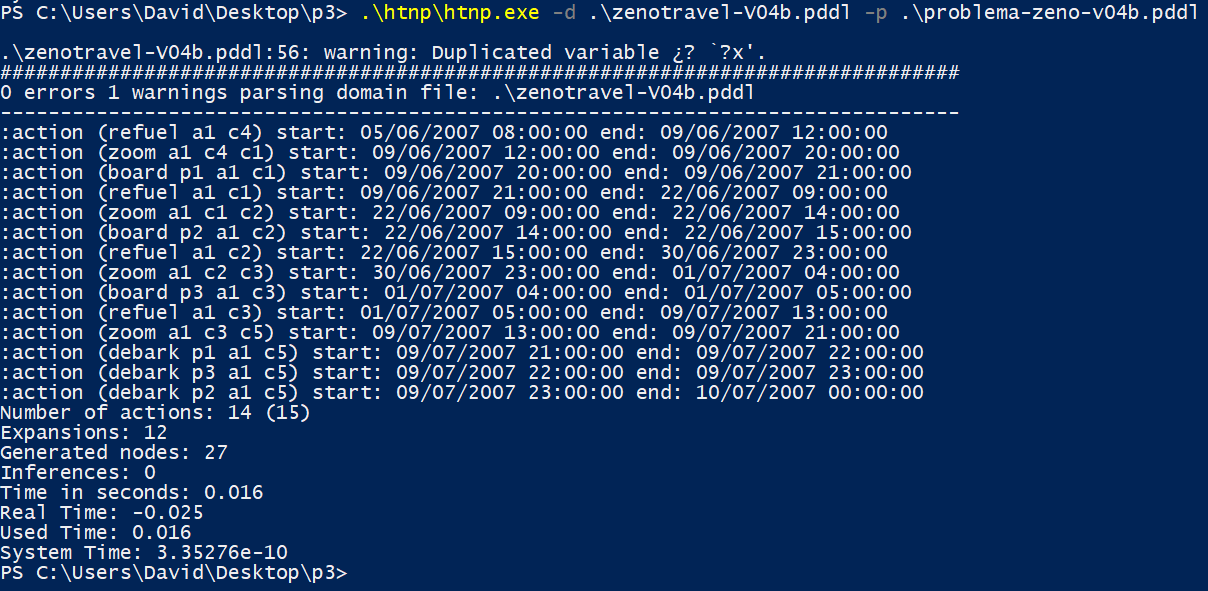 PS C:\Users\David\Desktop\p3> .\htnp\htnp.exe -d .\zenotravel-V04b.pddl -p .\problema-zeno-v04b.pddl
.\zenotravel-V04b.pddl:56: warning: Duplicated variable ¿? `?x'.
################################################################################
0 errors 1 warnings parsing domain file: .\zenotravel-V04b.pddl
--------------------------------------------------------------------------------
:action (refuel a1 c4) start: 05/06/2007 08:00:00 end: 09/06/2007 12:00:00
:action (zoom a1 c4 c1) start: 09/06/2007 12:00:00 end: 09/06/2007 20:00:00
:action (board p1 a1 c1) start: 09/06/2007 20:00:00 end: 09/06/2007 21:00:00
:action (refuel a1 c1) start: 09/06/2007 21:00:00 end: 22/06/2007 09:00:00
:action (zoom a1 c1 c2) start: 22/06/2007 09:00:00 end: 22/06/2007 14:00:00
:action (board p2 a1 c2) start: 22/06/2007 14:00:00 end: 22/06/2007 15:00:00
:action (refuel a1 c2) start: 22/06/2007 15:00:00 end: 30/06/2007 23:00:00
:action (zoom a1 c2 c3) start: 30/06/2007 23:00:00 end: 01/07/2007 04:00:00
:action (board p3 a1 c3) start: 01/07/2007 04:00:00 end: 01/07/2007 05:00:00
:action (refuel a1 c3) start: 01/07/2007 05:00:00 end: 09/07/2007 13:00:00
:action (zoom a1 c3 c5) start: 09/07/2007 13:00:00 end: 09/07/2007 21:00:00
:action (debark p1 a1 c5) start: 09/07/2007 21:00:00 end: 09/07/2007 22:00:00
:action (debark p3 a1 c5) start: 09/07/2007 22:00:00 end: 09/07/2007 23:00:00
:action (debark p2 a1 c5) start: 09/07/2007 23:00:00 end: 10/07/2007 00:00:00
Number of actions: 14 (15)
Expansions: 12
Generated nodes: 27
Inferences: 0
Time in seconds: 0.016
Real Time: -0.025
Used Time: 0.016
System Time: 3.35276e-10
PS C:\Users\David\Desktop\p3>